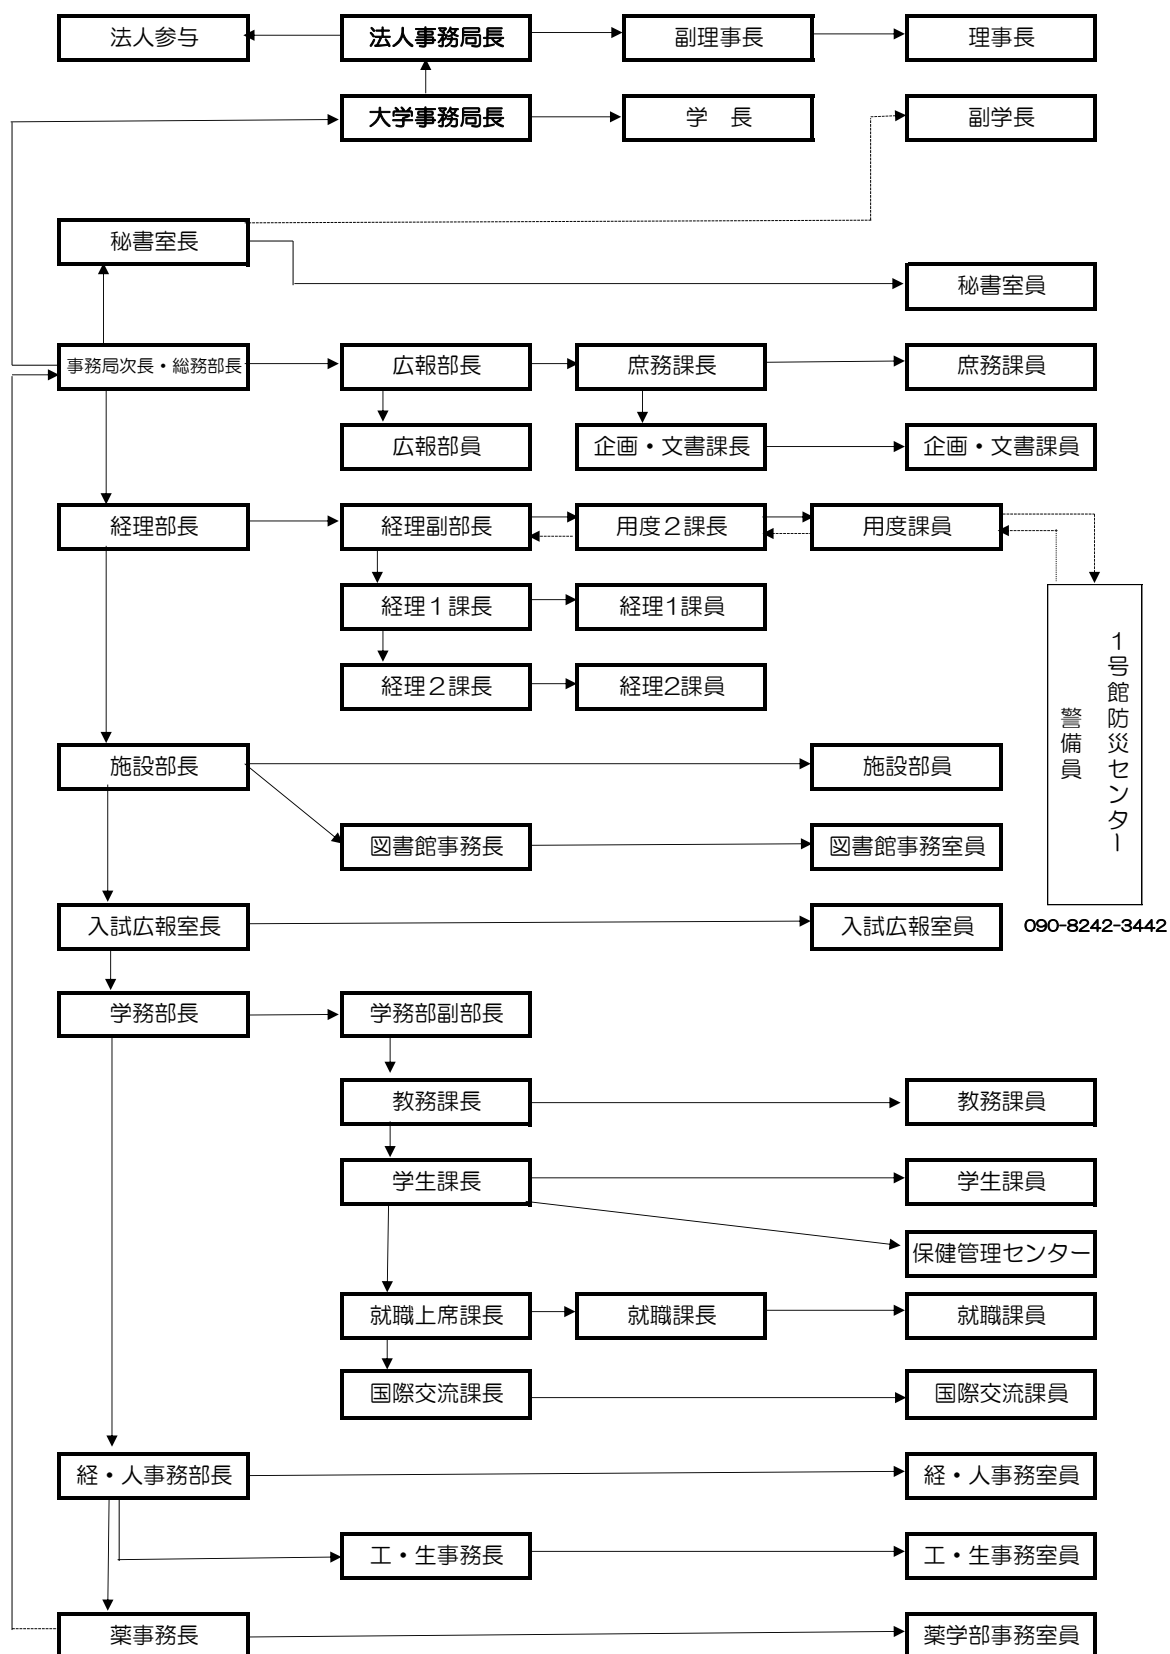 法人参与
法人事務局長
副理事長
理事長
大学事務局長
学　長
副学長
秘書室長
秘書室員
事務局次長・総務部長
広報部長
庶務課長
庶務課員
広報部員
企画・文書課長
企画・文書課員
経理部長
経理副部長
用度２課長
用度課員
経理１課長
経理1課員
経理２課長
経理2課員
１号館防災センター
警備員
施設部長
施設部員
図書館事務長
図書館事務室員
入試広報室長
入試広報室員
090-8242-3442
学務部長
学務部副部長
教務課長
教務課員
学生課長
学生課員
保健管理センター
就職上席課長
就職課長
就職課員
国際交流課長
国際交流課員
経・人事務部長
経・人事務室員
工・生事務長
工・生事務室員
薬事務長
薬学部事務室員